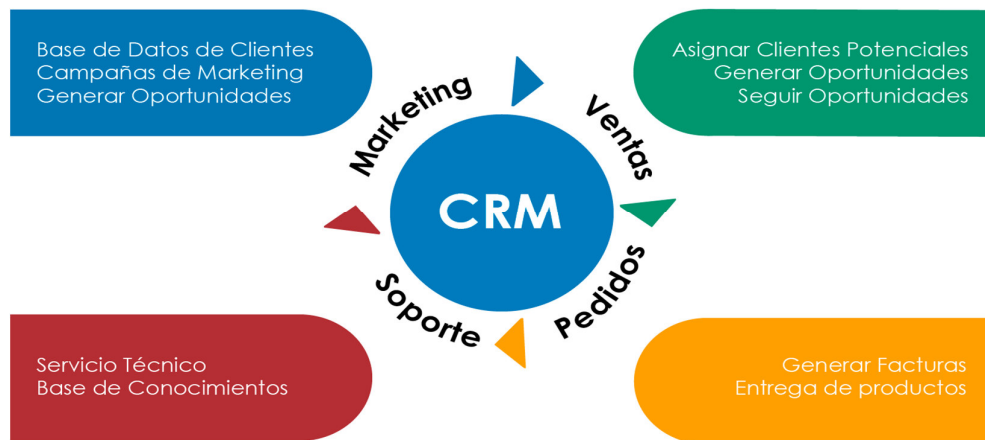 Base de Datos de Clientes
Campañas de Marketing
Generar Oportunidades
Asignar Clientes Potenciales
Generar Oportunidades
Seguir Oportunidades
Marketing
Ventas
CRM
Soporte
Pedidos
Servicio Técnico
Base de Conocimientos
Generar Facturas
Entrega de productos